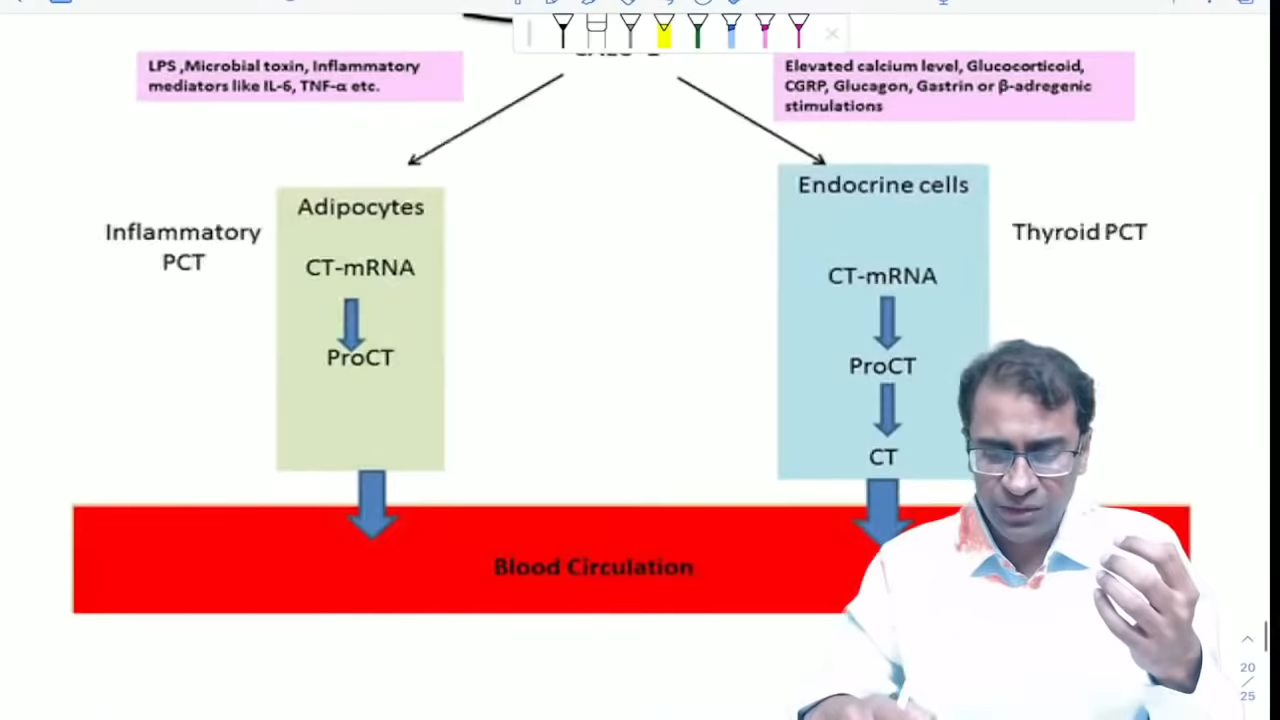 LPS ,Microbial toxin, Inflammatory
mediators like IL-6, TNF-α etc.
Elevated calcium level, Glucocorticoid,
CGRP, Glucagon, Gastrin or β-adregenic
stimulations
Inflammatory
PCT
Adipocytes
CT-mRNA
ProCT
Endocrine cells
CT-mRNA
ProCT
CT
Thyroid PCT
Blood Circulation
20
/
25